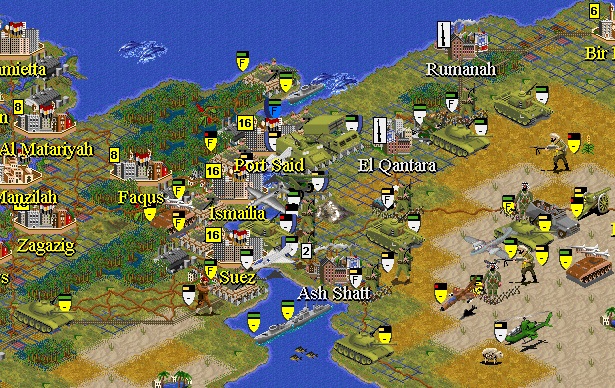 6
Bir
Rumanah
mietta
8
n
Al Matariyah
16
Port Said
El Qantara
8
16
Manzilah
Faqus
Ismailia
Zagazig
16
Suez
2
Ash Shatt
s
F
F
F
F
F
F
F
F
F
F
F